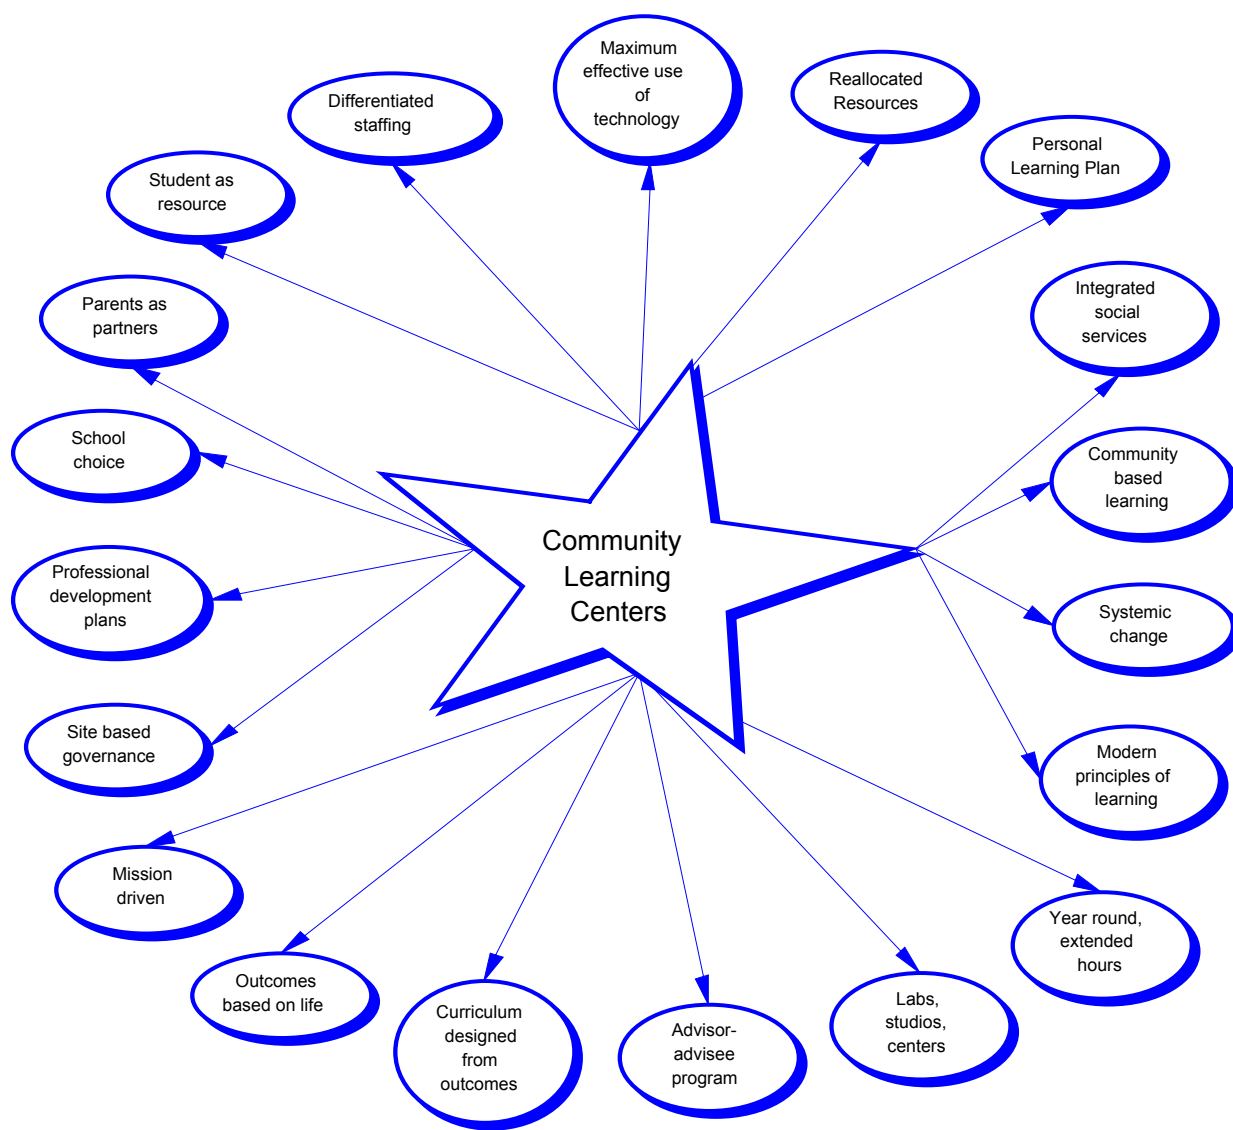 Maximum
effective use
of
technology
Reallocated
Resources
Differentiated
staffing
Personal
Learning Plan
Student as
resource
Integrated
social
services
Parents as
partners
School
choice
Community
based
learning
Community
Learning
Centers
Professional
development
plans
Systemic
change
Site based
governance
Modern
principles of
learning
Mission
driven
Year round,
extended
hours
Outcomes
based on life
Curriculum
designed
from
outcomes
Advisor-
advisee
program
Labs,
studios,
centers